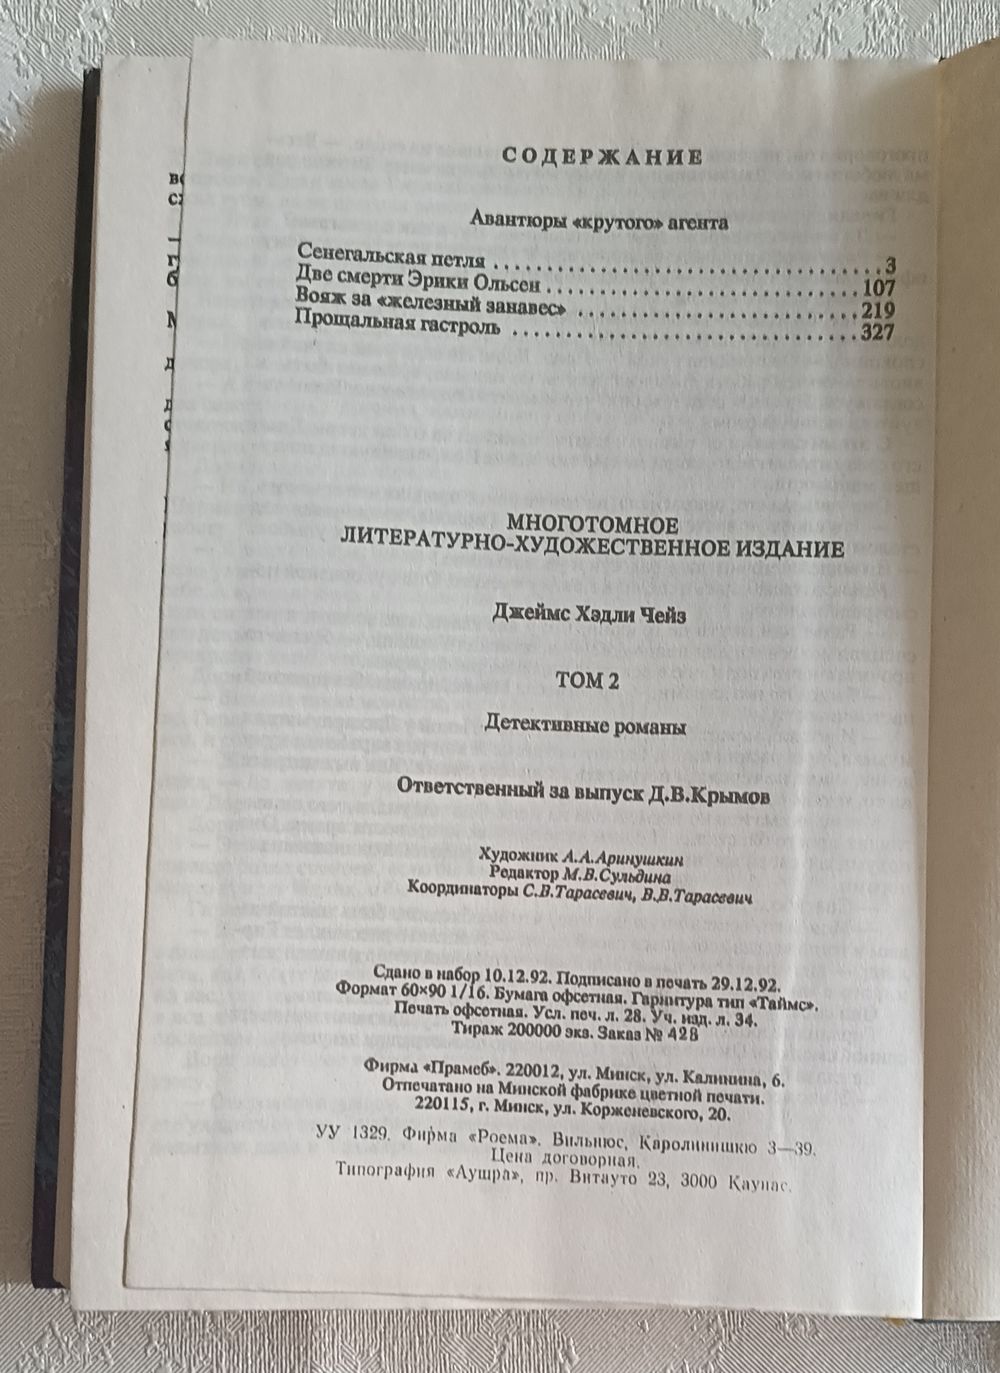 СОДЕРЖАНИЕ
Авантюры «крутого» агента
Сенегальская петля ........................................ 3
Две смерти Эрики Ольсен ................................ 107
Вояж за «железный занавес» ............................ 219
Прощальная гастроль ................................ 327
МНОГОТОМНОЕ
ЛИТЕРАТУРНО-ХУДОЖЕСТВЕННОЕ ИЗДАНИЕ
Джеймс Хэдли Чейз
ТОМ 2
Детективные романы
Ответственный за выпуск Д.В.Крымов
Художник А.А.Аринушкин
Редактор М.В.Сульдина
Координаторы С.В.Тарасевич, В.В.Тарасевич
Сдано в набор 10.12.92. Подписано в печать 29.12.92.
Формат 60×90 1/16. Бумага офсетная. Гарнитура тип «Таймс».
Печать офсетная. Усл. печ. л. 28. Уч. изд. л. 34.
Тираж 200000 экз. Заказ № 428
Фирма «Прамеб». 220012, ул. Минск, ул. Калинина, 6.
Отпечатано на Минской фабрике цветной печати.
220115, г. Минск, ул. Корженевского, 20.
УУ 1329. Фирма «Роема». Вильнюс, Каролинишкю 3—39.
Цена договорная.
Типография «Аушра», пр. Витауто 23, 3000 Каунас.